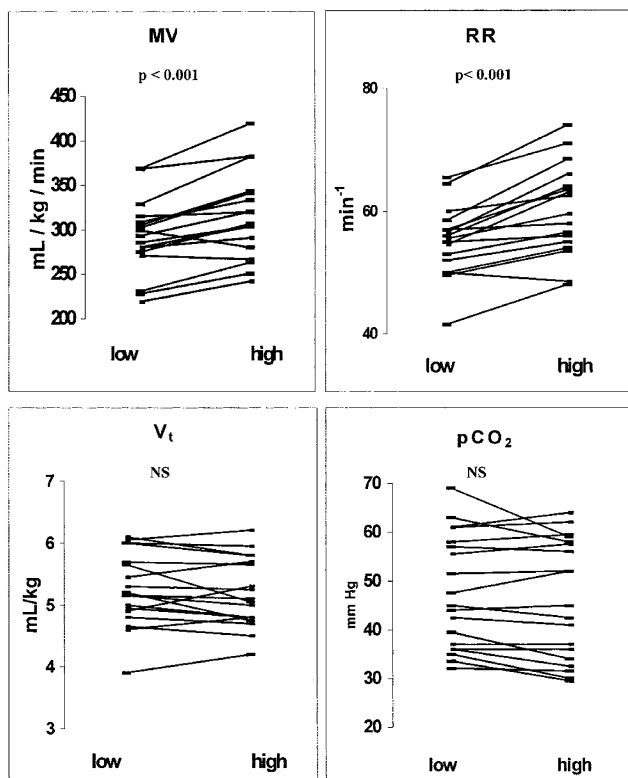 MV
p < 0.001
450
400
350
300
250
200
mL / kg / min
low high
RR
p< 0.001
80
60
40
min-1
low high
Vt
NS
7
6
5
4
3
mL/kg
low high
pCO2
NS
70
60
50
40
30
20
mm Hg
low high